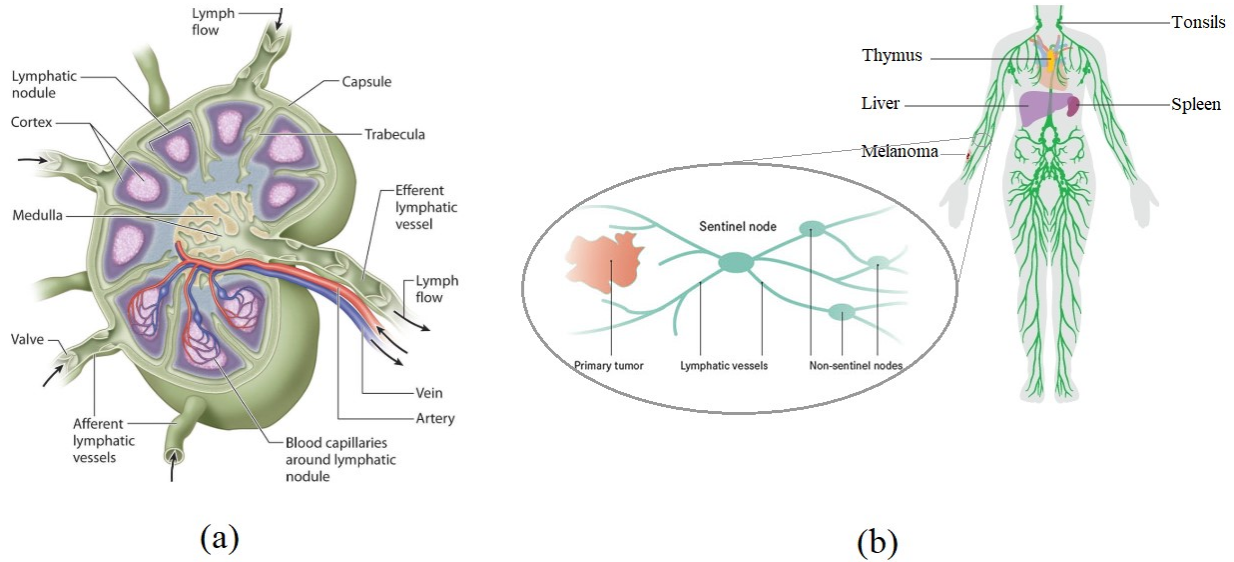 Lymph
flow
Lymphatic
nodule
Cortex
Capsule
Trabecula
Medulla
Efferent
lymphatic
vessel
Lymph
flow
Valve
Vein
Artery
Afferent
lymphatic
vessels
Blood capillaries
around lymphatic
nodule
(a)
Tonsils
Thymus
Liver
Spleen
Melanoma
Sentinel node
Primary tumor
Lymphatic vessels
Non-sentinel nodes
(b)